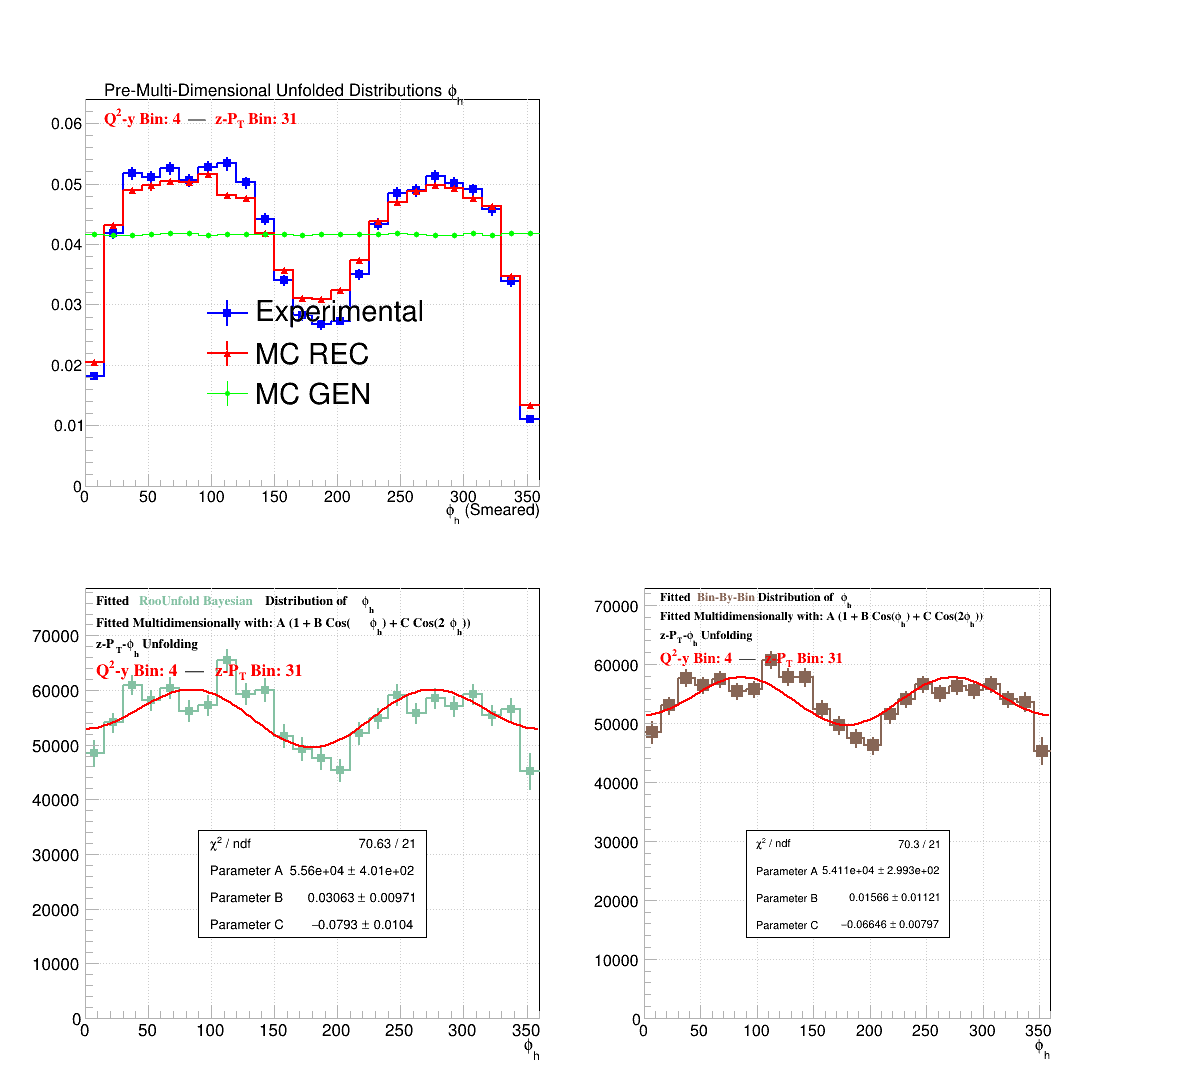 Pre-Multi-Dimensional Unfolded Distributions ϕh
Q2-y Bin: 4 — z-PT Bin: 31
0.06
0.05
0.04
0.03
0.02
0.01
0
Experimental
MC REC
MC GEN
0 50 100 150 200 250 300 350
ϕh (Smeared)
Fitted RooUnfold Bayesian Distribution of ϕh
Fitted Multidimensionally with: A (1 + B Cos( ϕh) + C Cos(2 ϕh))
z-PT-ϕh Unfolding
Q2-y Bin: 4 — z-PT Bin: 31
70000
60000
50000
40000
30000
20000
10000
0
χ2 / ndf 70.63 / 21
Parameter A 5.56e+04 ± 4.01e+02
Parameter B 0.03063 ± 0.00971
Parameter C −0.0793 ± 0.0104
0 50 100 150 200 250 300 350
ϕh
Fitted Bin-By-Bin Distribution of ϕh
Fitted Multidimensionally with: A (1 + B Cos(ϕh) + C Cos(2ϕh))
z-PT-ϕh Unfolding
Q2-y Bin: 4 — z-PT Bin: 31
70000
60000
50000
40000
30000
20000
10000
0
χ2 / ndf 70.3 / 21
Parameter A 5.411e+04 ± 2.993e+02
Parameter B 0.01566 ± 0.01121
Parameter C −0.06646 ± 0.00797
0 50 100 150 200 250 300 350
ϕh